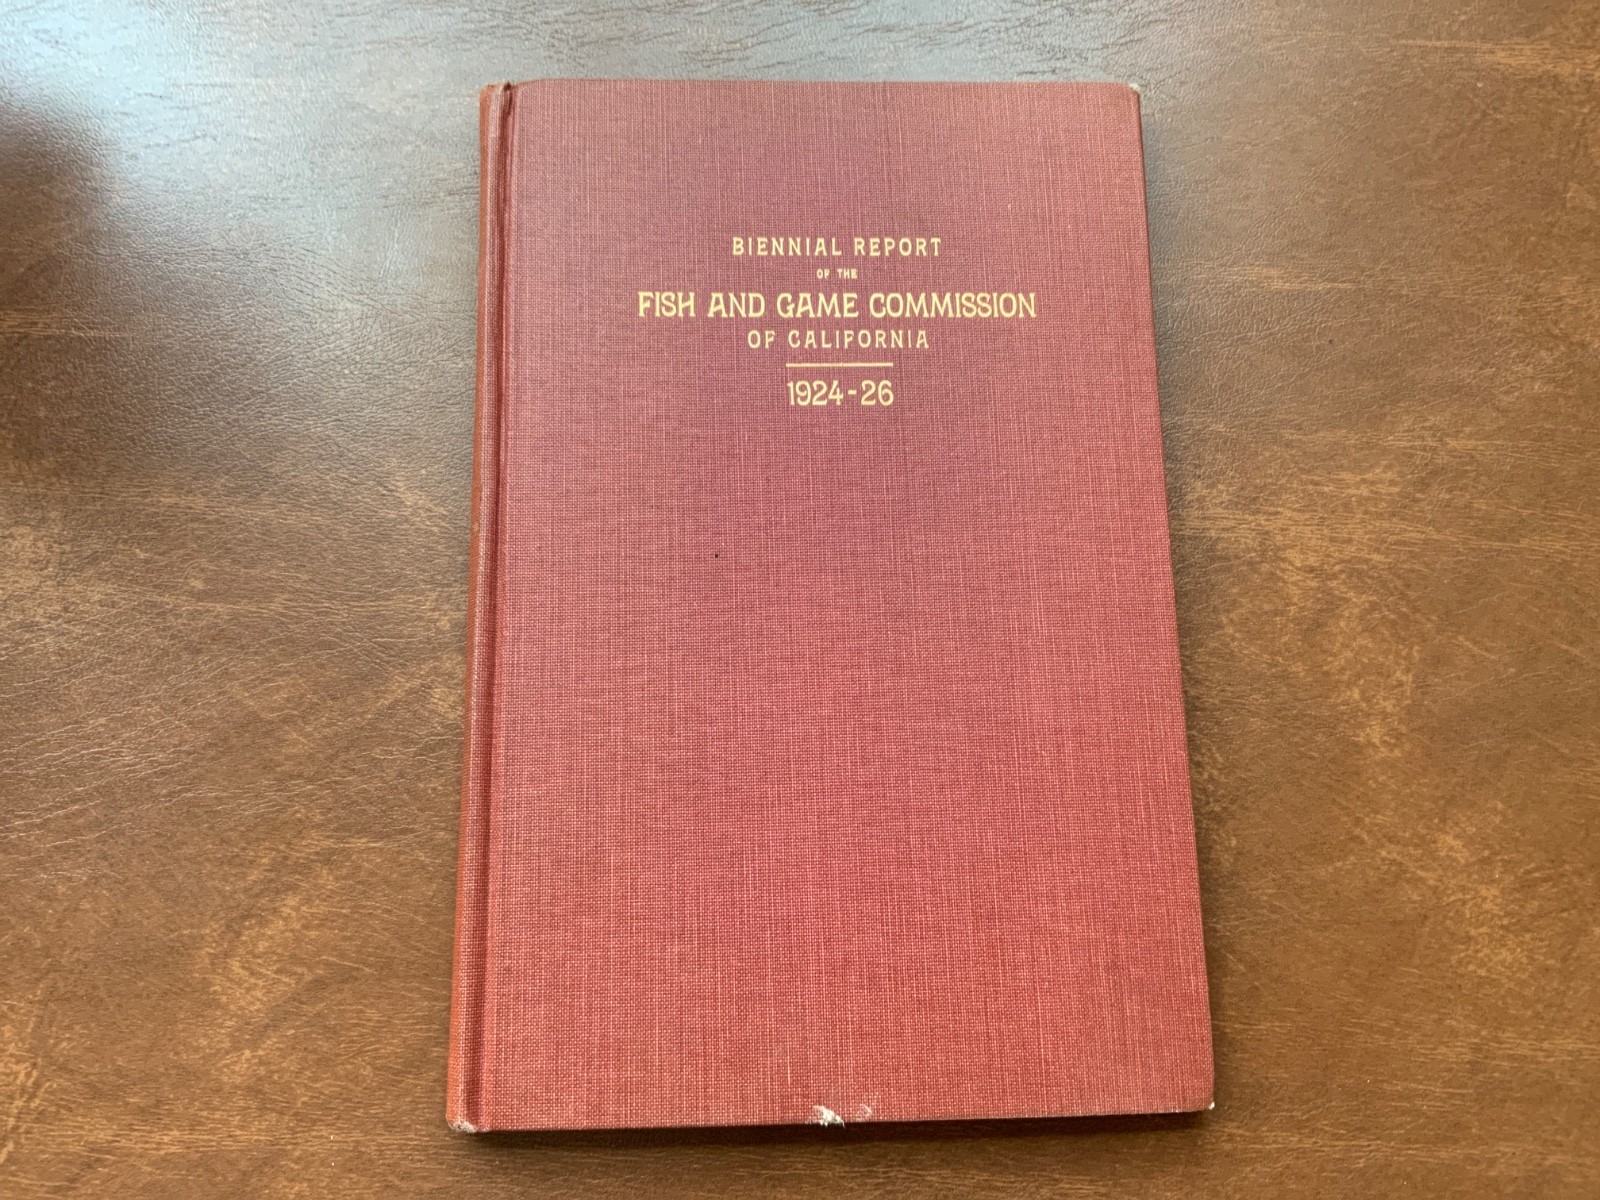 BIENNIAL REPORT
OF THE
FISH AND GAME COMMISSION
OF CALIFORNIA
1924-26